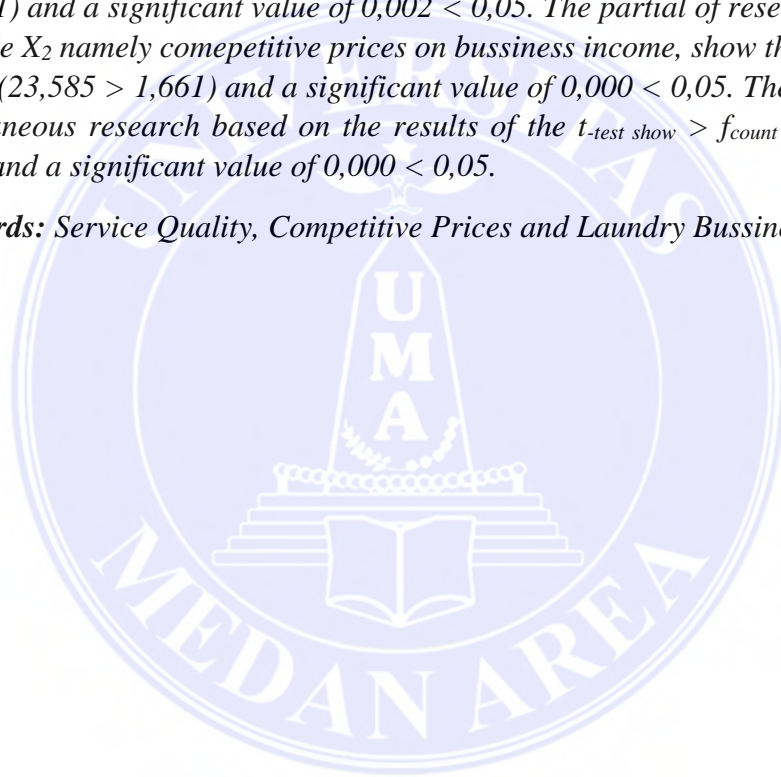 ) and a significant value of 0,002 < 0,05. The partial of rese
e X2 namely comepetitive prices on bussiness income, show th
(23,585 > 1,661) and a significant value of 0,000 < 0,05. The
aneous research based on the results of the t-test show > fcount
and a significant value of 0,000 < 0,05.
rds: Service Quality, Competitive Prices and Laundry Bussine
UNIVERSITAS
U
M
A
MEDAN AREA